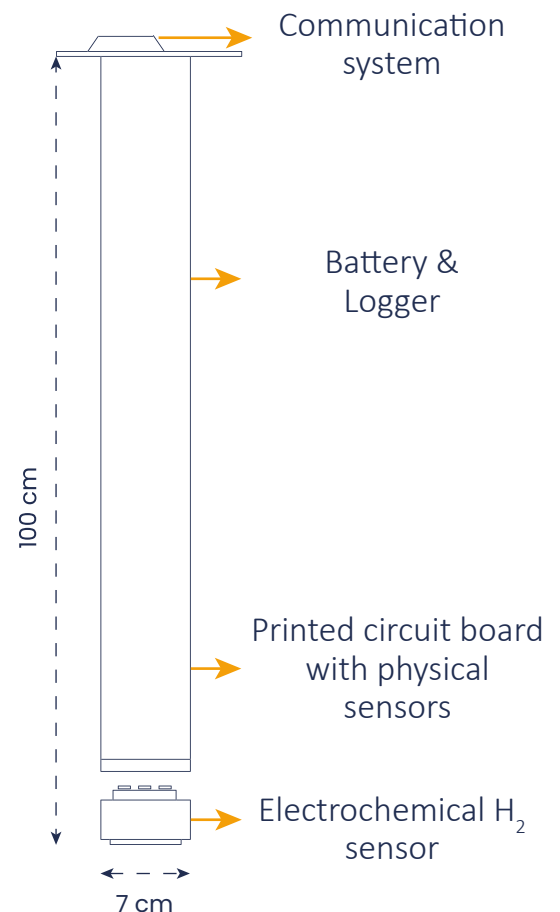 Communication
system
Battery &
Logger
100 cm
Printed circuit board
with physical
sensors
Electrochemical H₂
sensor
7 cm